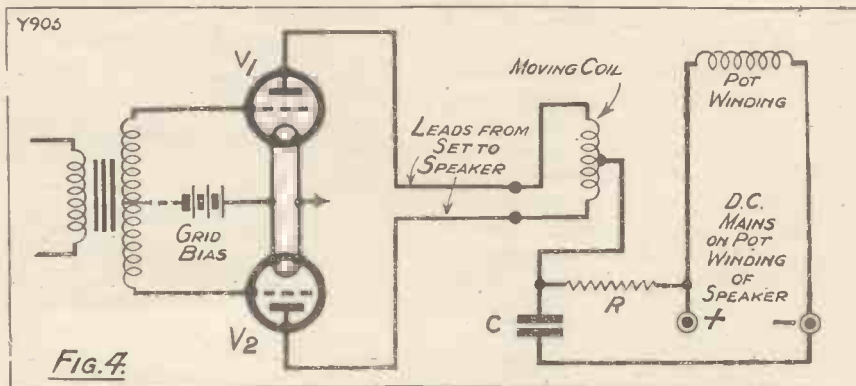 Y905
V1
MOVING COIL
POT
WINDING
LEADS FROM
SET TO
SPEAKER
GRID
BIAS
D.C.
MAINS
ON POT
WINDING
OF
SPEAKER
R
C
+
-
V2
FIG. 4.